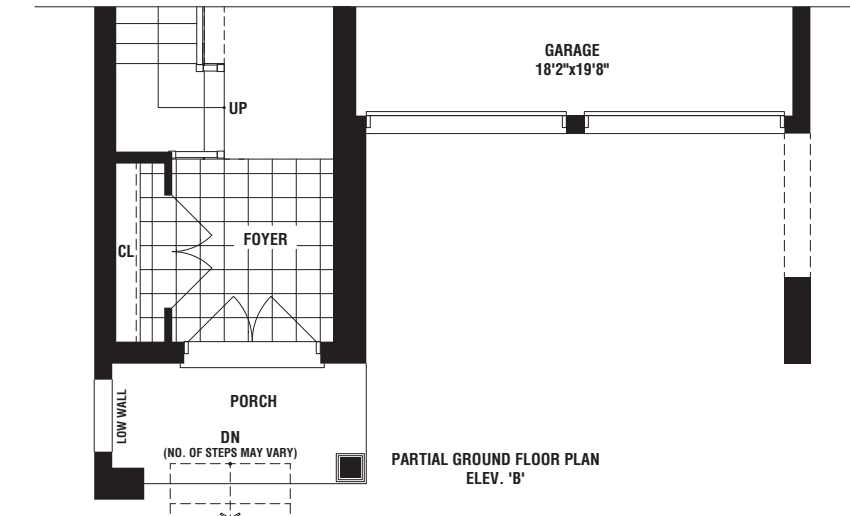 GARAGE
18'2"x19'8"
UP
FOYER
CL
PORCH
LOW WALL
DN
(NO. OF STEPS MAY VARY)
PARTIAL GROUND FLOOR PLAN
ELEV. 'B'